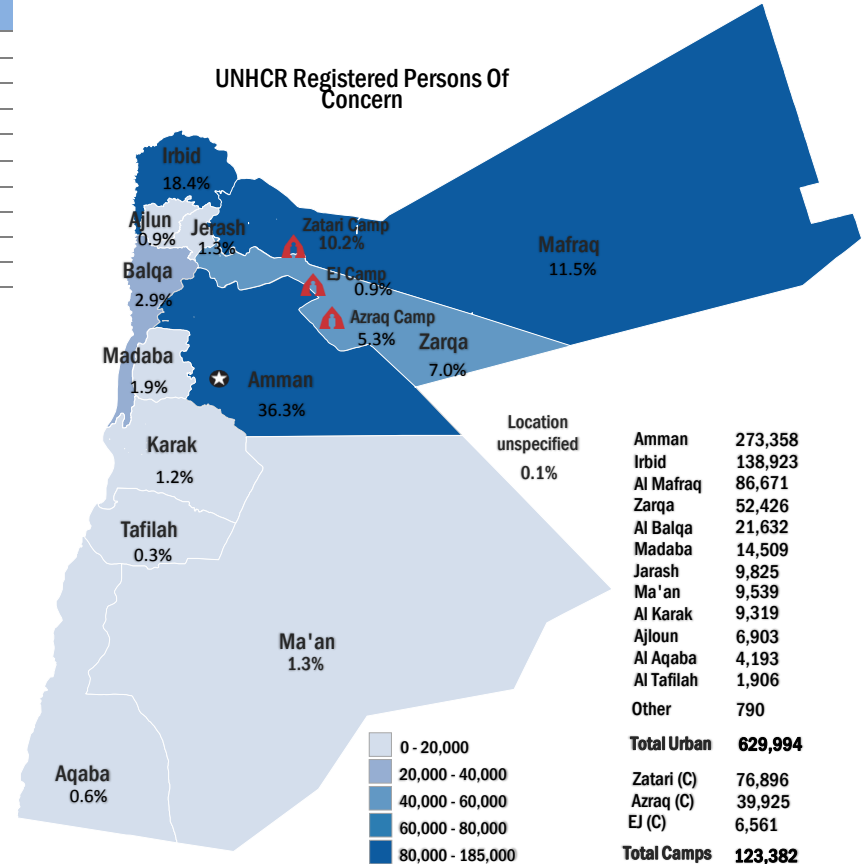 UNHCR Registered Persons Of
Concern
Irbid
18.4%
Ajlun
0.9%
Jerash
1.3%
Zatari Camp
10.2%
Mafraq
11.5%
Balqa
2.9%
EJ Camp
0.9%
Azraq Camp
5.3%
Zarqa
7.0%
Madaba
1.9%
Amman
36.3%
Karak
1.2%
Location
unspecified
0.1%
Tafilah
0.3%
Ma'an
1.3%
Aqaba
0.6%
0 - 20,000
20,000 - 40,000
40,000 - 60,000
60,000 - 80,000
80,000 - 185,000
Amman 273,358
Irbid 138,923
Al Mafraq 86,671
Zarqa 52,426
Al Balqa 21,632
Madaba 14,509
Jarash 9,825
Ma'an 9,539
Al Karak 9,319
Ajloun 6,903
Al Aqaba 4,193
Al Tafilah 1,906
Other 790
Total Urban 629,994
Zatari (C) 76,896
Azraq (C) 39,925
EJ (C) 6,561
Total Camps 123,382